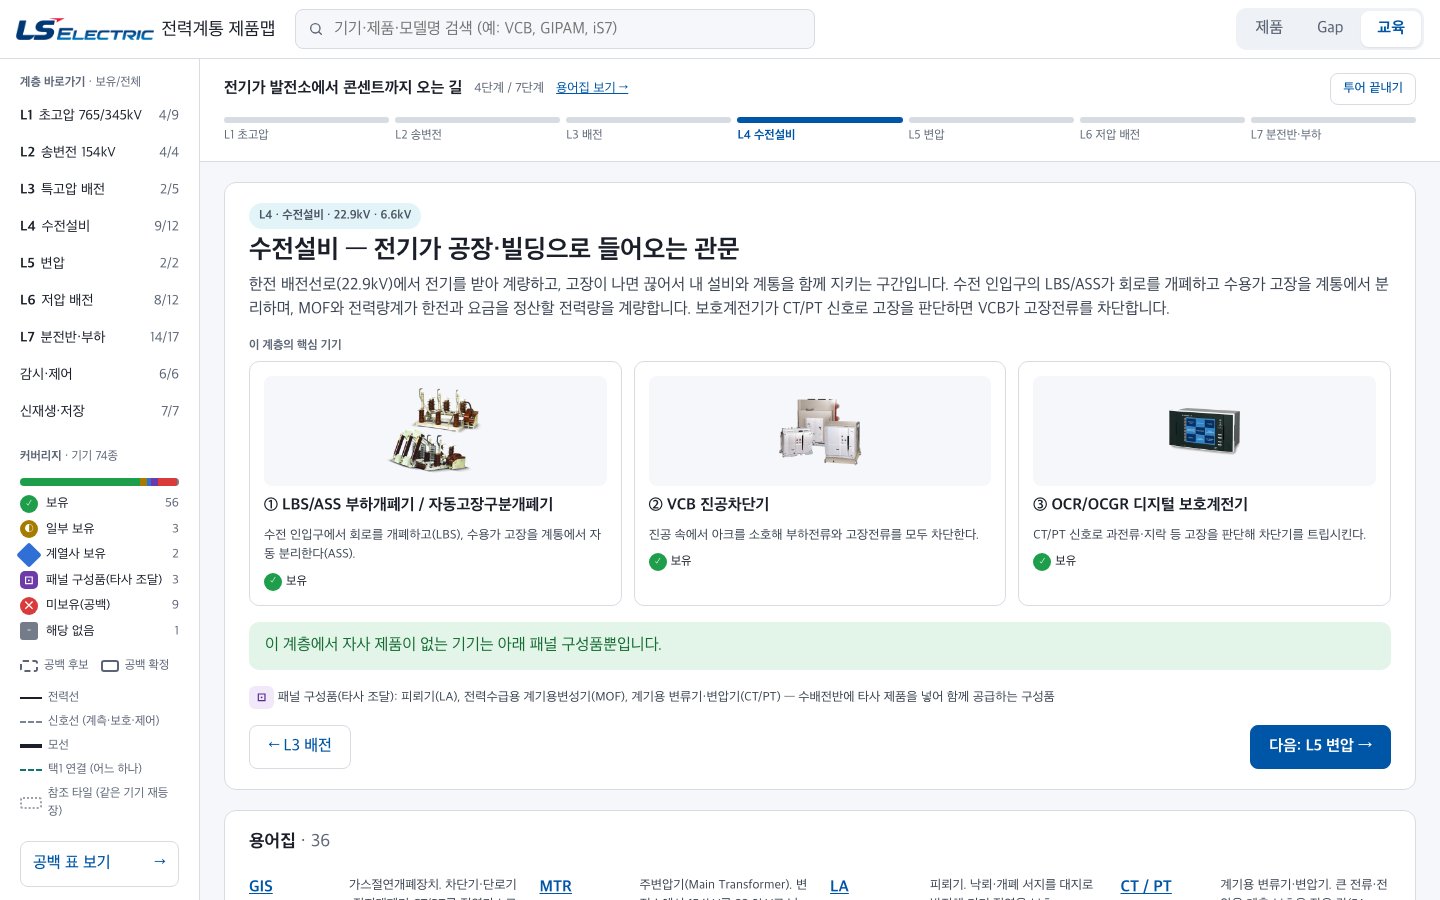 LS ELECTRIC 전력계통 제품맵
기기·제품·모델명 검색 (예: VCB, GIPAM, iS7)
제품 Gap 교육
계층 바로가기 · 보유/전체
L1 초고압 765/345kV 4/9
L2 송변전 154kV 4/4
L3 특고압 배전 2/5
L4 수전설비 9/12
L5 변압 2/2
L6 저압 배전 8/12
L7 분전반·부하 14/17
감시·제어 6/6
신재생·저장 7/7
커버리지 · 기기 74종
보유 56
일부 보유 3
계열사 보유 2
패널 구성품(타사 조달) 3
미보유(공백) 9
해당 없음 1
공백 후보 공백 확정
전력선
신호선 (계측·보호·제어)
모선
택1 연결 (어느 하나)
참조 타일 (같은 기기 재등
장)
공백 표 보기 →
전기가 발전소에서 콘센트까지 오는 길 4단계 / 7단계 용어집 보기 →
투어 끝내기
L1 초고압 L2 송변전 L3 배전 L4 수전설비 L5 변압 L6 저압 배전 L7 분전반·부하
L4 · 수전설비 · 22.9kV · 6.6kV
수전설비 — 전기가 공장·빌딩으로 들어오는 관문
한전 배전선로(22.9kV)에서 전기를 받아 계량하고, 고장이 나면 끊어서 내 설비와 계통을 함께 지키는 구간입니다. 수전 인입구의 LBS/ASS가 회로를 개폐하고 수용가 고장을 계통에서 분
리하며, MOF와 전력량계가 한전과 요금을 정산할 전력량을 계량합니다. 보호계전기가 CT/PT 신호로 고장을 판단하면 VCB가 고장전류를 차단합니다.
이 계층의 핵심 기기
① LBS/ASS 부하개폐기 / 자동고장구분개폐기
수전 인입구에서 회로를 개폐하고(LBS), 수용가 고장을 계통에서 자
동 분리한다(ASS).
보유
② VCB 진공차단기
진공 속에서 아크를 소호해 부하전류와 고장전류를 모두 차단한다.
보유
③ OCR/OCGR 디지털 보호계전기
CT/PT 신호로 과전류·지락 등 고장을 판단해 차단기를 트립시킨다.
보유
이 계층에서 자사 제품이 없는 기기는 아래 패널 구성품뿐입니다.
패널 구성품(타사 조달): 피뢰기(LA), 전력수급용 계기용변성기(MOF), 계기용 변류기·변압기(CT/PT) — 수배전반에 타사 제품을 넣어 함께 공급하는 구성품
← L3 배전
다음: L5 변압 →
용어집 · 36
GIS 가스절연개폐장치. 차단기·단로기
MTR 주변압기(Main Transformer). 변
LA 피뢰기. 낙뢰·개폐 서지를 대지로
CT / PT 계기용 변류기·변압기. 큰 전류·전